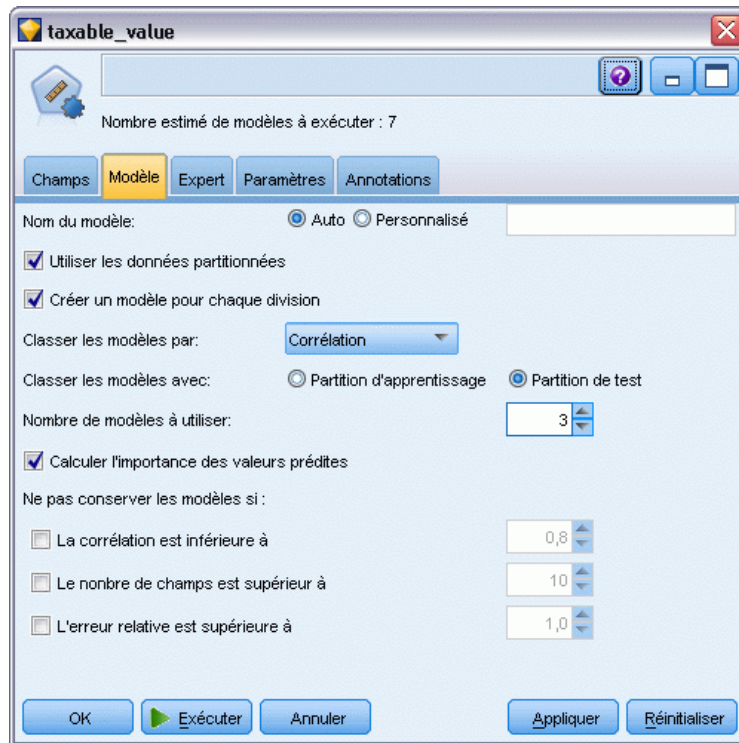 taxable_value
Nombre estimé de modèles à exécuter : 7
Champs Modèle Expert Paramètres Annotations
Nom du modèle: Auto Personnalisé
Utiliser les données partitionnées
Créer un modèle pour chaque division
Classer les modèles par: Corrélation
Classer les modèles avec: Partition d'apprentissage Partition de test
Nombre de modèles à utiliser: 3
Calculer l'importance des valeurs prédites
Ne pas conserver les modèles si :
La corrélation est inférieure à 0,8
Le nonbre de champs est supérieur à 10
L'erreur relative est supérieure à 1,0
OK Exécuter Annuler Appliquer Réinitialiser